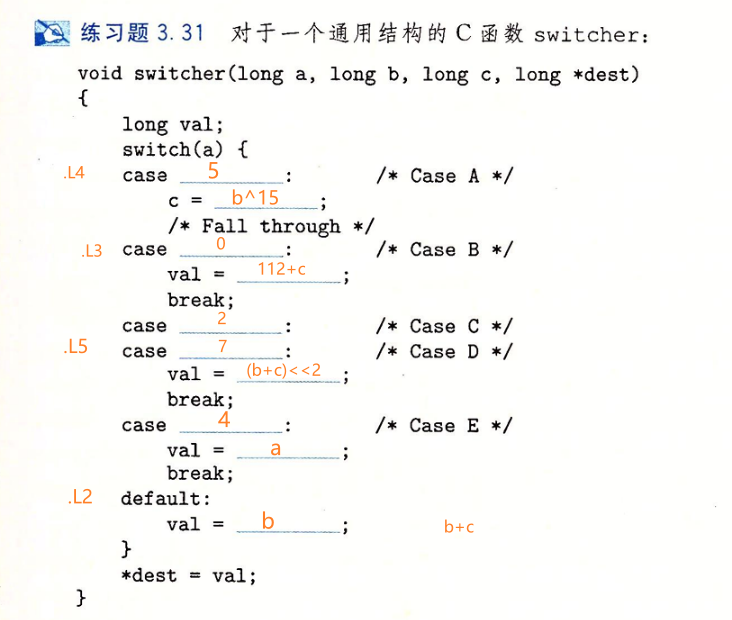 练习题 3.31 对于一个通用结构的 C 函数 switcher:
void switcher(long a, long b, long c, long *dest)
{
long val;
switch(a) {
.L4 case 5: /* Case A */
c = b^15;
/* Fall through */
.L3 case 0: /* Case B */
val = 112+c;
break;
case 2: /* Case C */
.L5 case 7: /* Case D */
val = (b+c)<<2;
break;
case 4: /* Case E */
val = a;
break;
.L2 default:
val = b; b+c
}
*dest = val;
}